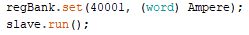 regBank.set(40001, (word) Ampere);
slave.run();